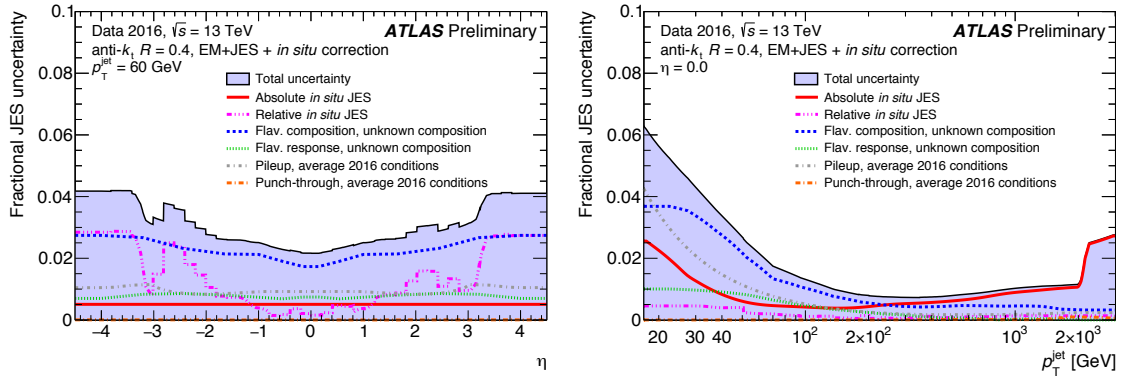 Fractional JES uncertainty
0.1
0.08
0.06
0.04
0.02
0
Data 2016, √s = 13 TeV
ATLAS Preliminary
anti-kt R = 0.4, EM+JES + in situ correction
pTjet = 60 GeV
Total uncertainty
Absolute in situ JES
Relative in situ JES
Flav. composition, unknown composition
Flav. response, unknown composition
Pileup, average 2016 conditions
Punch-through, average 2016 conditions
−4 −3 −2 −1 0 1 2 3 4
η
Fractional JES uncertainty
0.1
0.08
0.06
0.04
0.02
0
Data 2016, √s = 13 TeV
ATLAS Preliminary
anti-kt R = 0.4, EM+JES + in situ correction
η = 0.0
Total uncertainty
Absolute in situ JES
Relative in situ JES
Flav. composition, unknown composition
Flav. response, unknown composition
Pileup, average 2016 conditions
Punch-through, average 2016 conditions
20 30 40 10² 2×10² 10³ 2×10³
pTjet [GeV]